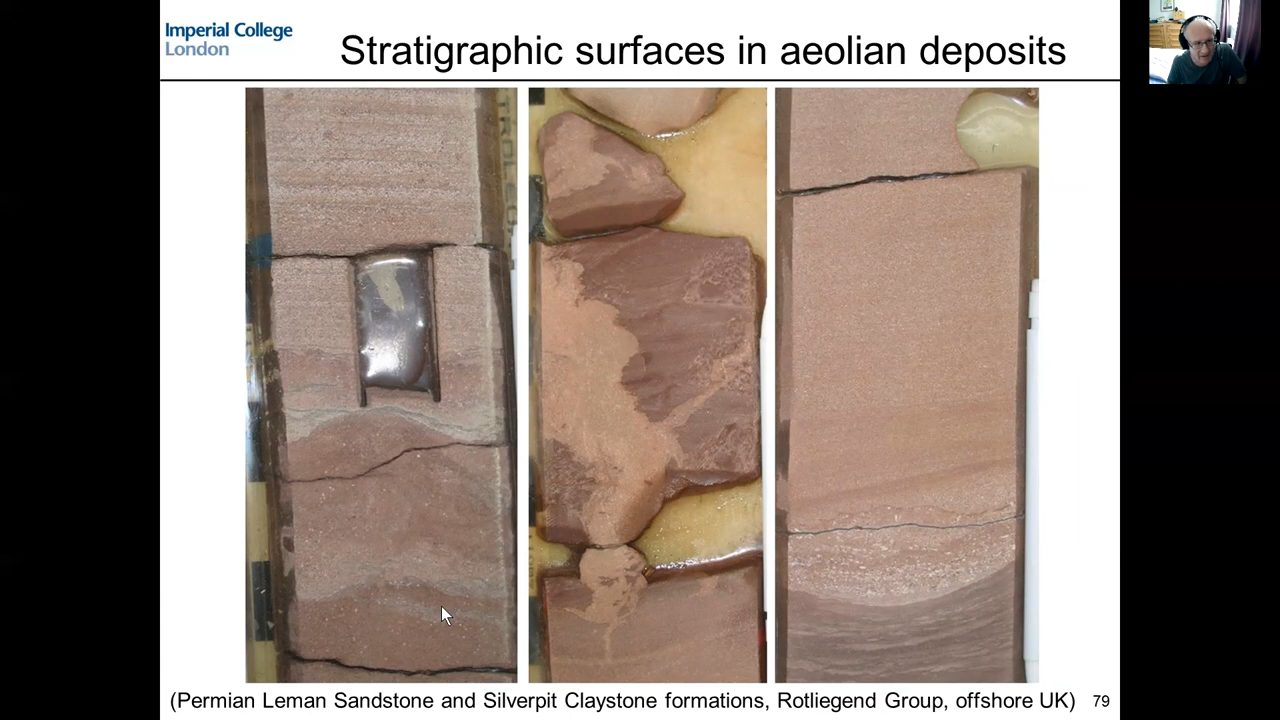 Imperial College
London
Stratigraphic surfaces in aeolian deposits
(Permian Leman Sandstone and Silverpit Claystone formations, Rotliegend Group, offshore UK)
79